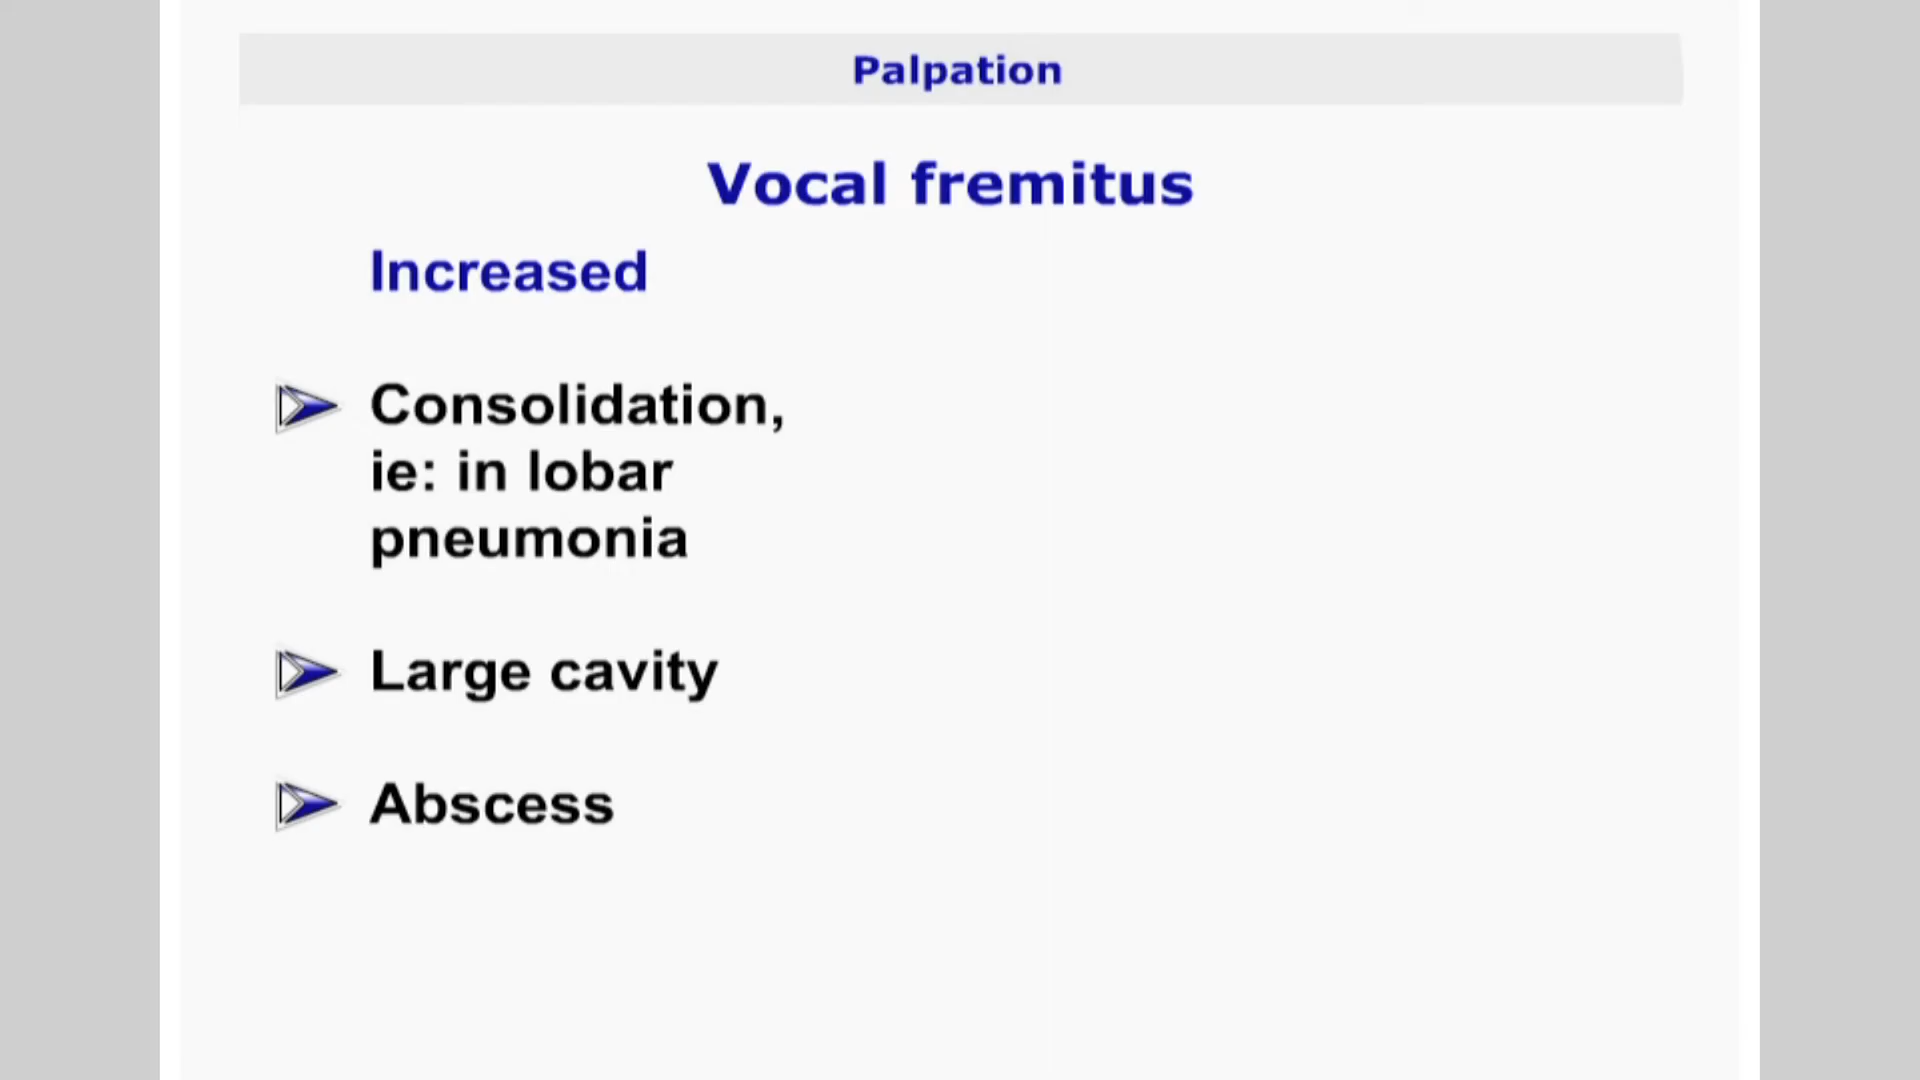 Palpation
Vocal fremitus
Increased
Consolidation,
ie: in lobar
pneumonia
Large cavity
Abscess